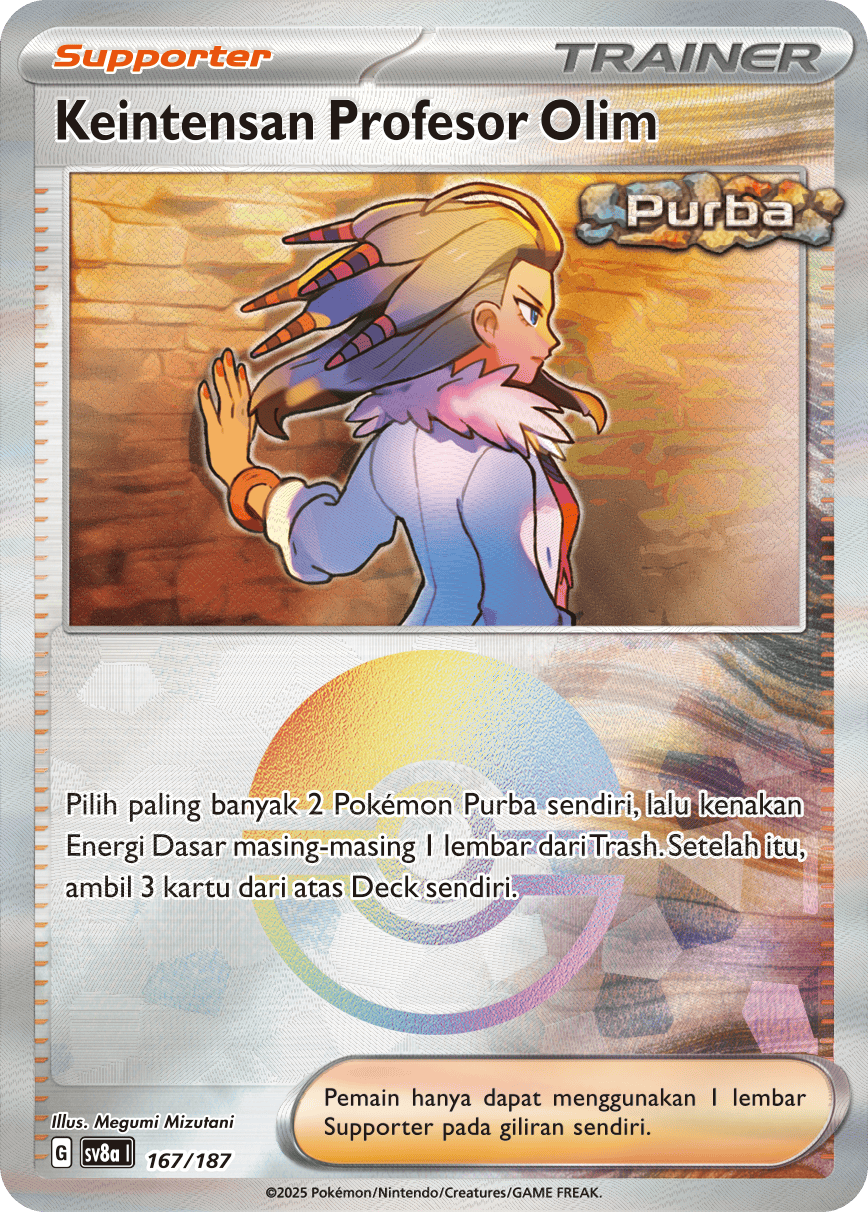 Supporter
TRAINER
Keintensan Profesor Olim
Purba
Pilih paling banyak 2 Pokémon Purba sendiri, lalu kenakan
Energi Dasar masing-masing 1 lembar dari Trash. Setelah itu,
ambil 3 kartu dari atas Deck sendiri.
Pemain hanya dapat menggunakan 1 lembar
Supporter pada giliran sendiri.
Illus. Megumi Mizutani
G sv8a I 167/187
©2025 Pokémon/Nintendo/Creatures/GAME FREAK.